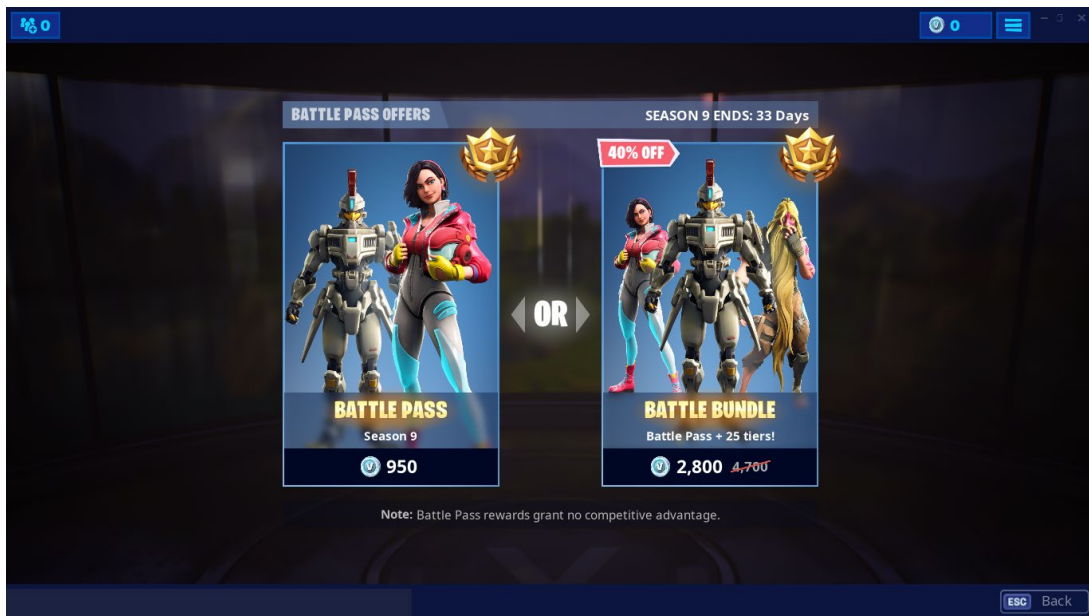 0
0
BATTLE PASS OFFERS
SEASON 9 ENDS: 33 Days
40% OFF
OR
BATTLE PASS
Season 9
V 950
BATTLE BUNDLE
Battle Pass + 25 tiers!
V 2,800 4,700
Note: Battle Pass rewards grant no competitive advantage.
ESC Back